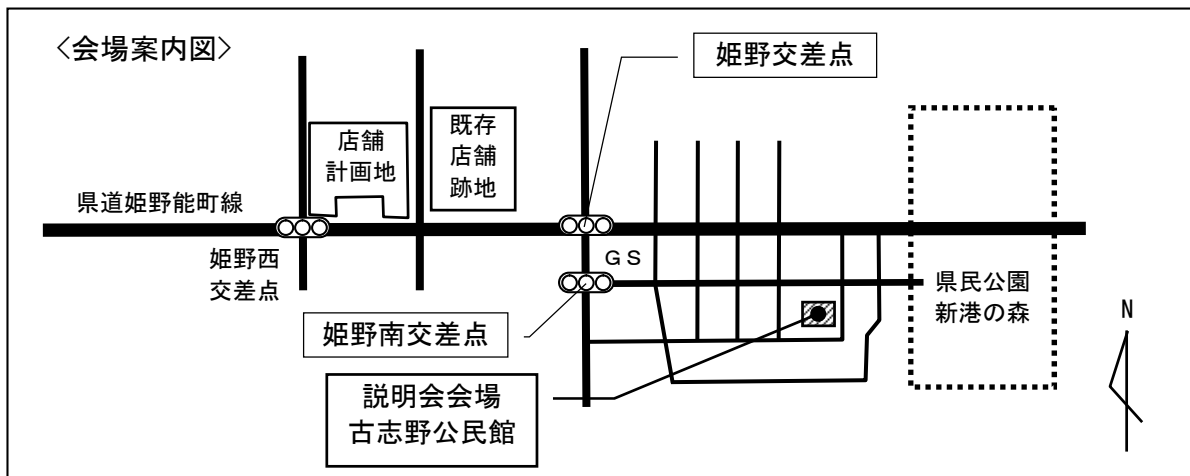 〈会場案内図〉
姫野交差点
店舗
計画地
既存
店舗
跡地
県道姫野能町線
姫野西
交差点
ＧＳ
県民公園
新港の森
姫野南交差点
N
説明会会場
古志野公民館